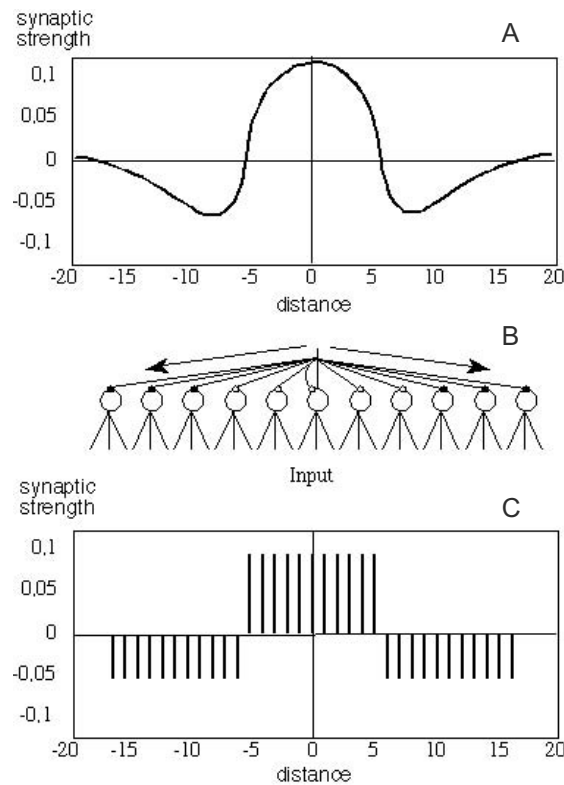 synaptic
strength
A
0,1
0,05
0
-0,05
-0,1
-20 -15 -10 -5 0 5 10 15 20
distance
B
Input
synaptic
strength
C
0,1
0,05
0
-0,05
-0,1
-20 -15 -10 -5 0 5 10 15 20
distance